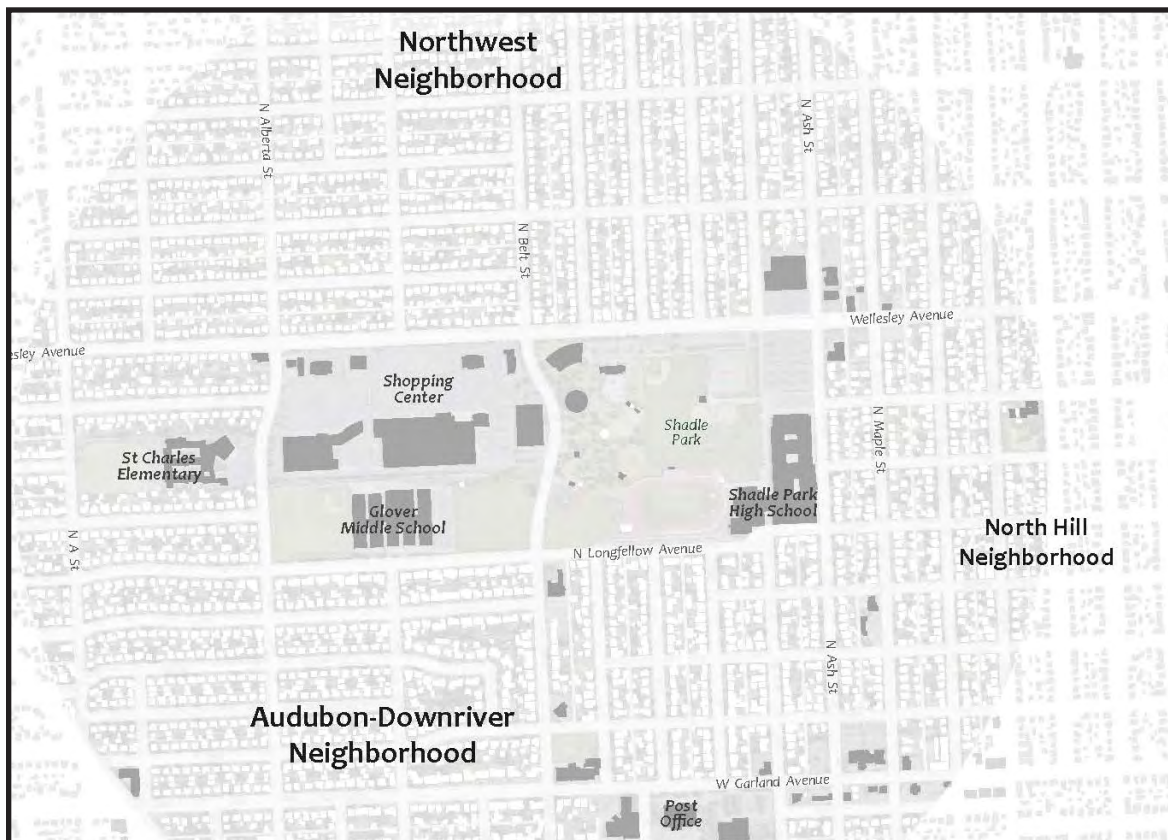 Northwest
Neighborhood
N Alberta St
N Ash St
N Belt St
Wellesley Avenue
esley Avenue
Shopping
Center
Shadle
Park
N Maple St
St Charles
Elementary
Glover
Middle School
Shadle Park
High School
N A St
N Longfellow Avenue
North Hill
Neighborhood
N Ash St
Audubon-Downriver
Neighborhood
W Garland Avenue
Post
Office